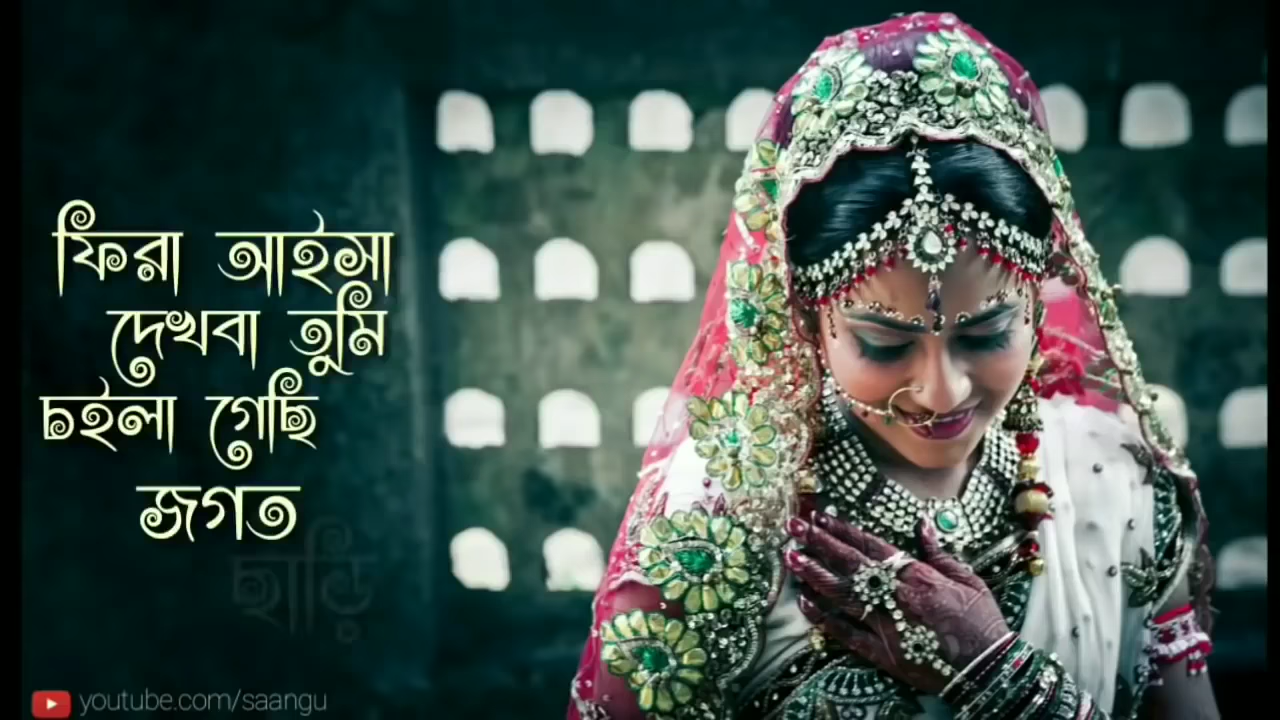 ফিরা আইসা
দেখবা তুমি
চইলা গেছি
জগত
ছাড়ি
youtube.com/saangu